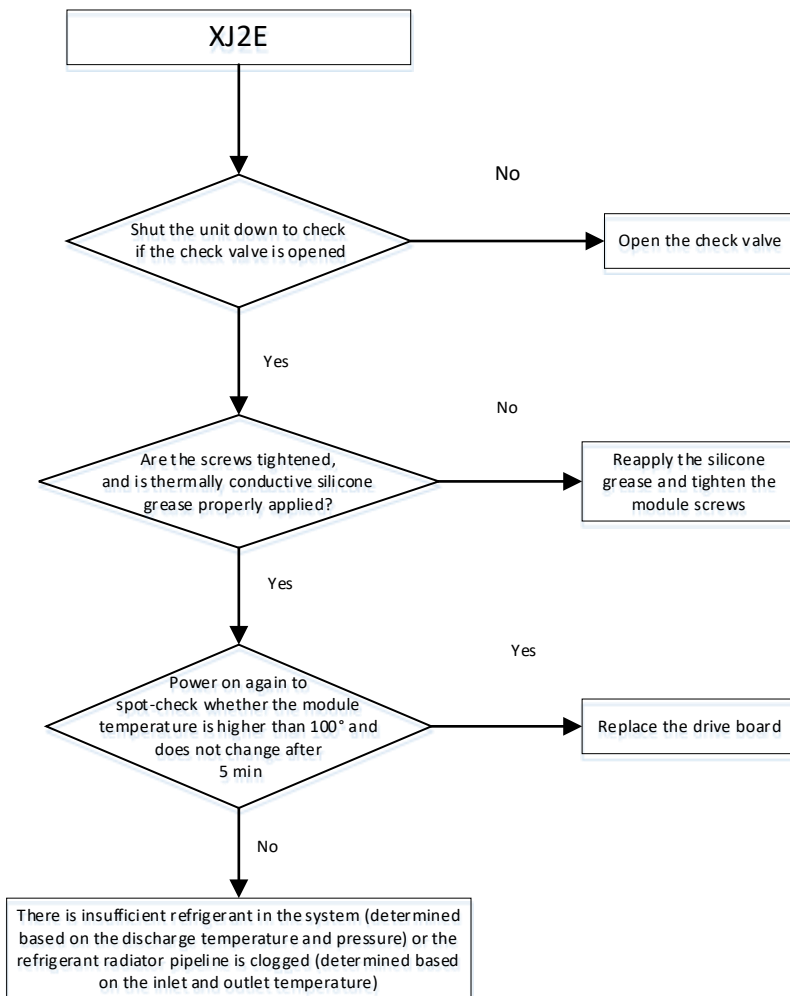 XJ2E
No
Shut the unit down to check
if the check valve is opened
Open the check valve
Yes
No
Are the screws tightened,
and is thermally conductive silicone
grease properly applied?
Reapply the silicone
grease and tighten the
module screws
Yes
Yes
Power on again to
spot-check whether the module
temperature is higher than 100° and
does not change after
5 min
Replace the drive board
No
There is insufficient refrigerant in the system (determined
based on the discharge temperature and pressure) or the
refrigerant radiator pipeline is clogged (determined based
on the inlet and outlet temperature)